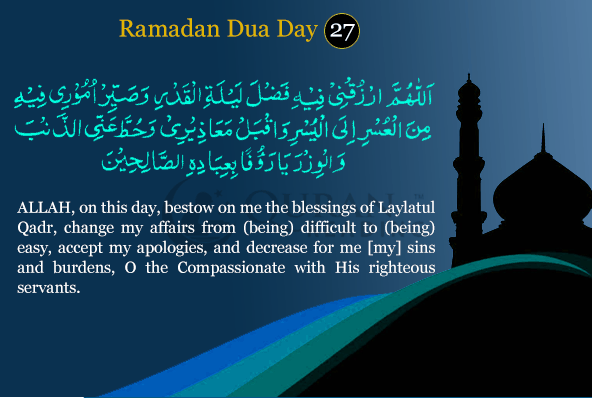 Ramadan Dua Day 27
اَللّٰهُمَّ ارْزُقْنِيْ فِيْهِ فَضْلَ لَيْلَةِ الْقَدْرِ وَصَيِّرْ اُمُوْرِيْ فِيْهِ
مِنَ الْعُسْرِ اِلَى الْيُسْرِ وَاقْبَلْ مَعَاذِيْرِيْ وَحُطَّ عَنِّى الذَّنْبَ
وَالْوِزْرَ يَا رَؤُفًا بِعِبَادِهِ الصَّالِحِيْنَ
ALLAH, on this day, bestow on me the blessings of Laylatul
Qadr, change my affairs from (being) difficult to (being)
easy, accept my apologies, and decrease for me [my] sins
and burdens, O the Compassionate with His righteous
servants.